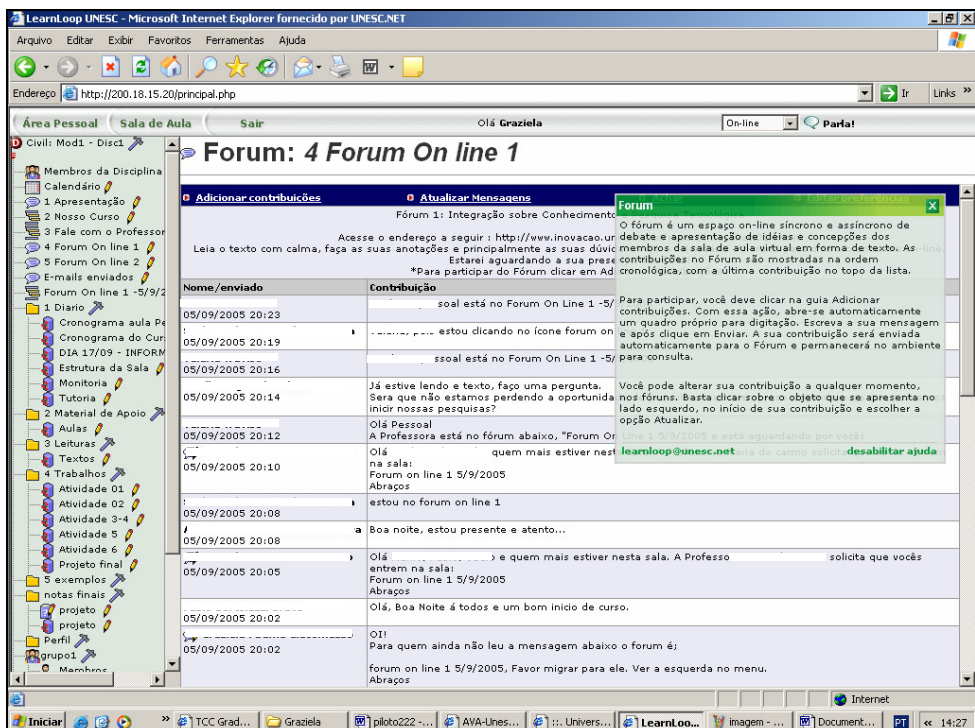 LearnLoop UNESC - Microsoft Internet Explorer fornecido por UNESC.NET
Arquivo Editar Exibir Favoritos Ferramentas Ajuda
Endereço http://200.18.15.20/principal.php Ir Links »
Área Pessoal Sala de Aula Sair Olá Graziela On-line Parla!
Civil: Mod1 - Disc1
Membros da Disciplina
Calendário
1 Apresentação
2 Nosso Curso
3 Fale com o Professor
4 Forum On line 1
5 Forum On line 2
E-mails enviados
Forum On line 1 -5/9/2
1 Diario
Cronograma aula Pe
Cronograma do Cur
DIA 17/09 - INFORM
Estrutura da Sala
Monitoria
Tutoria
2 Material de Apoio
Aulas
3 Leituras
Textos
4 Trabalhos
Atividade 01
Atividade 02
Atividade 3-4
Atividade 5
Atividade 6
Projeto final
5 exemplos
notas finais
projeto
projeto
Perfil
grupo1
Membros
Forum: 4 Forum On line 1
Adicionar contribuições Atualizar Mensagens Achar Editar preferências
Fórum 1: Integração sobre Conhecimento e Pesquisa Tecnológica
Acesse o endereço a seguir : http://www.inovacao.un
Leia o texto com calma, faça as suas anotações e principalmente as suas dúvid
Estarei aguardando a sua prese
*Para participar do Fórum clicar em Ad
Nome/enviado Contribuição
soal está no Forum On Line 1 -5/
05/09/2005 20:23
estou clicando no ícone forum on
05/09/2005 20:19
ssoal está no Forum On Line 1 -5/
05/09/2005 20:16
Já estive lendo e texto, faço uma pergunta.
05/09/2005 20:14 Sera que não estamos perdendo a oportunida
inicir nossas pesquisas?
Olá Pessoal
05/09/2005 20:12 A Professora está no fórum abaixo, "Forum On Line 1 5/9/2005 e está aguardando por vocês
Olá quem mais estiver nest
05/09/2005 20:10 na sala:
Forum on line 1 5/9/2005
Abraços
estou no forum on line 1
05/09/2005 20:08
a Boa noite, estou presente e atento...
05/09/2005 20:08
Olá e quem mais estiver nesta sala. A Professo solicita que vocês
05/09/2005 20:05 entrem na sala:
Forum on line 1 5/9/2005
Abraços
Olá, Boa Noite á todos e um bom inicio de curso.
05/09/2005 20:02
OI!
05/09/2005 20:02 Para quem ainda não leu a mensagem abaixo o forum é;
forum on line 1 5/9/2005, Favor migrar para ele. Ver a esquerda no menu.
Abraços
Forum
O fórum é um espaço on-line síncrono e assíncrono de
debate e apresentação de idéias e concepções dos
membros da sala de aula virtual em forma de texto. As
contribuições no Fórum são mostradas na ordem
cronológica, com a última contribuição no topo da lista.
Para participar, você deve clicar na guia Adicionar
contribuições. Com essa ação, abre-se automaticamente
um quadro próprio para digitação. Escreva a sua mensagem
e após clique em Enviar. A sua contribuição será enviada
automaticamente para o Fórum e permanecerá no ambiente
para consulta.
Você pode alterar sua contribuição a qualquer momento,
nos fóruns. Basta clicar sobre o objeto que se apresenta no
lado esquerdo, no início de sua contribuição e escolher a
opção Atualizar.
learnloop@unesc.net desabilitar ajuda
Internet
Iniciar » TCC Grad... Graziela piloto222 -... AVA-Unes... ::. Univers... LearnLoo... imagem - ... Document... PT « 14:27